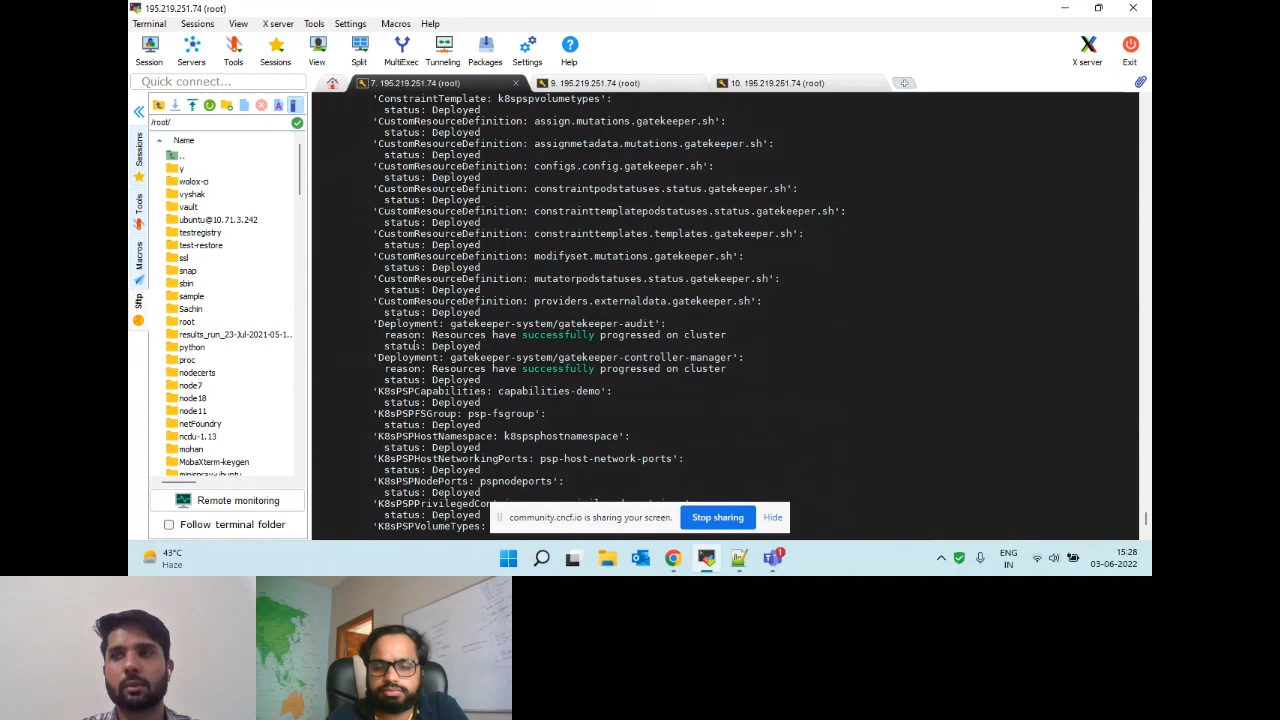 195.219.251.74 (root)
Terminal Sessions View X server Tools Settings Macros Help
Session Servers Tools Sessions View Split MultiExec Tunneling Packages Settings Help X server Exit
Quick connect...
7. 195.219.251.74 (root)
9. 195.219.251.74 (root)
10. 195.219.251.74 (root)
/root/
Name
..
y
wolox-ci
vyshak
vault
ubuntu@10.71.3.242
testregistry
test-restore
ssl
snap
sbin
sample
Sachin
root
results_run_23-Jul-2021-05-1...
python
proc
nodecerts
node7
node18
node11
netFoundry
ncdu-1.13
mohan
MobaXterm-keygen
minispray-ubuntu
Sessions
Tools
Macros
Sftp
Remote monitoring
Follow terminal folder
'ConstraintTemplate: k8spspvolumetypes':
status: Deployed
'CustomResourceDefinition: assign.mutations.gatekeeper.sh':
status: Deployed
'CustomResourceDefinition: assignmetadata.mutations.gatekeeper.sh':
status: Deployed
'CustomResourceDefinition: configs.config.gatekeeper.sh':
status: Deployed
'CustomResourceDefinition: constraintpodstatuses.status.gatekeeper.sh':
status: Deployed
'CustomResourceDefinition: constrainttemplatepodstatuses.status.gatekeeper.sh':
status: Deployed
'CustomResourceDefinition: constrainttemplates.templates.gatekeeper.sh':
status: Deployed
'CustomResourceDefinition: modifyset.mutations.gatekeeper.sh':
status: Deployed
'CustomResourceDefinition: mutatorpodstatuses.status.gatekeeper.sh':
status: Deployed
'CustomResourceDefinition: providers.externaldata.gatekeeper.sh':
status: Deployed
'Deployment: gatekeeper-system/gatekeeper-audit':
reason: Resources have successfully progressed on cluster
status: Deployed
'Deployment: gatekeeper-system/gatekeeper-controller-manager':
reason: Resources have successfully progressed on cluster
status: Deployed
'K8sPSPCapabilities: capabilities-demo':
status: Deployed
'K8sPSPFSGroup: psp-fsgroup':
status: Deployed
'K8sPSPHostNamespace: k8spsphostnamespace':
status: Deployed
'K8sPSPHostNetworkingPorts: psp-host-network-ports':
status: Deployed
'K8sPSPNodePorts: pspnodeports':
status: Deployed
status: Deployed
'K8sPSPVolumeTypes:
community.cncf.io is sharing your screen.
Stop sharing
Hide
43°C
Haze
1
ENG
IN
15:28
03-06-2022